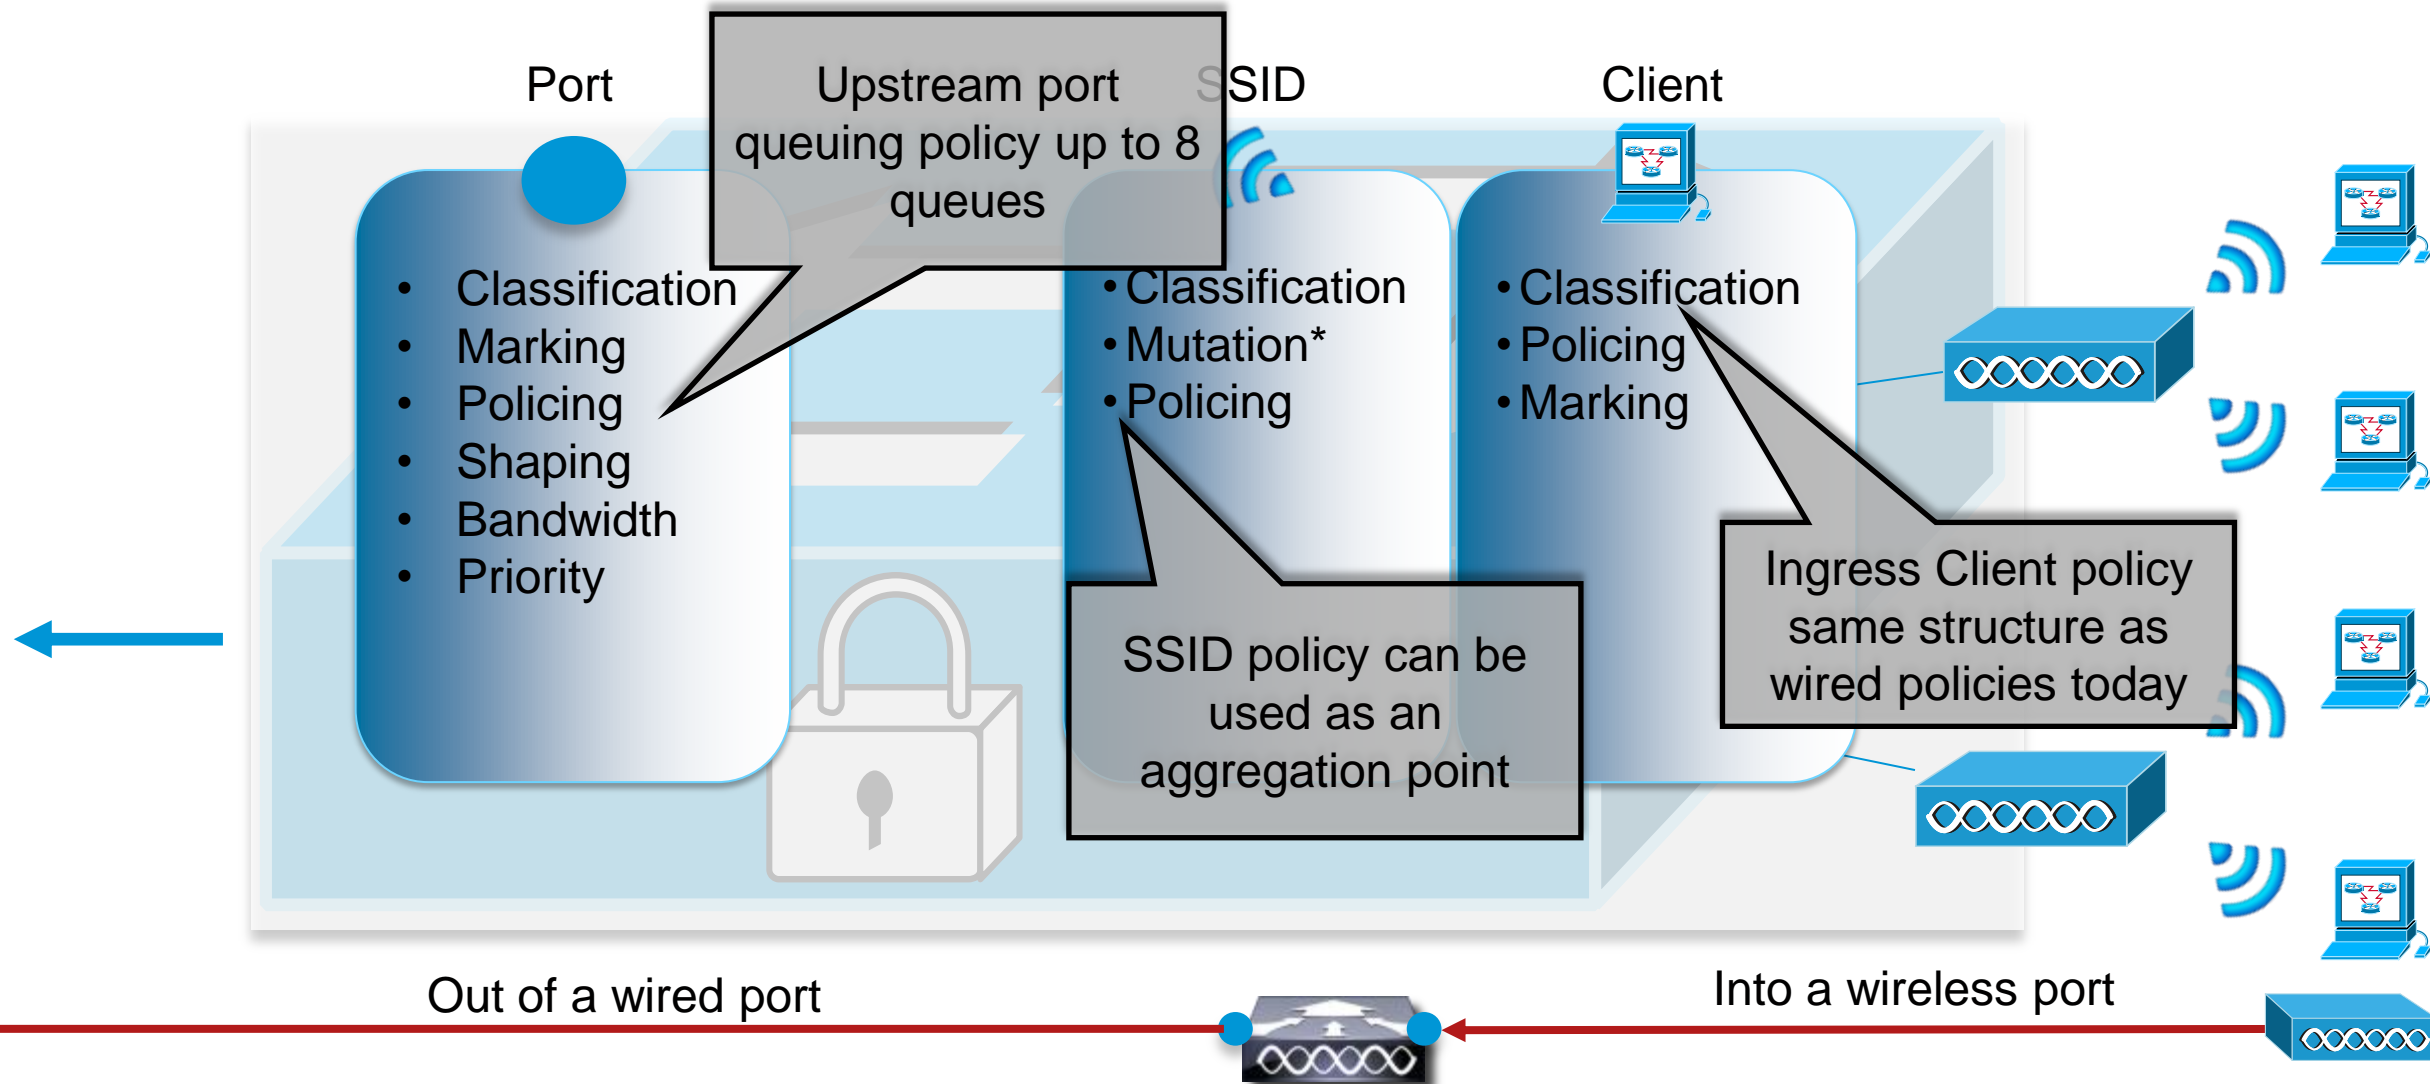 Port
Upstream port
queuing policy up to 8
queues
SSID
Client
• Classification
• Marking
• Policing
• Shaping
• Bandwidth
• Priority
• Classification
• Mutation*
• Policing
• Classification
• Policing
• Marking
SSID policy can be
used as an
aggregation point
Ingress Client policy
same structure as
wired policies today
Out of a wired port
Into a wireless port